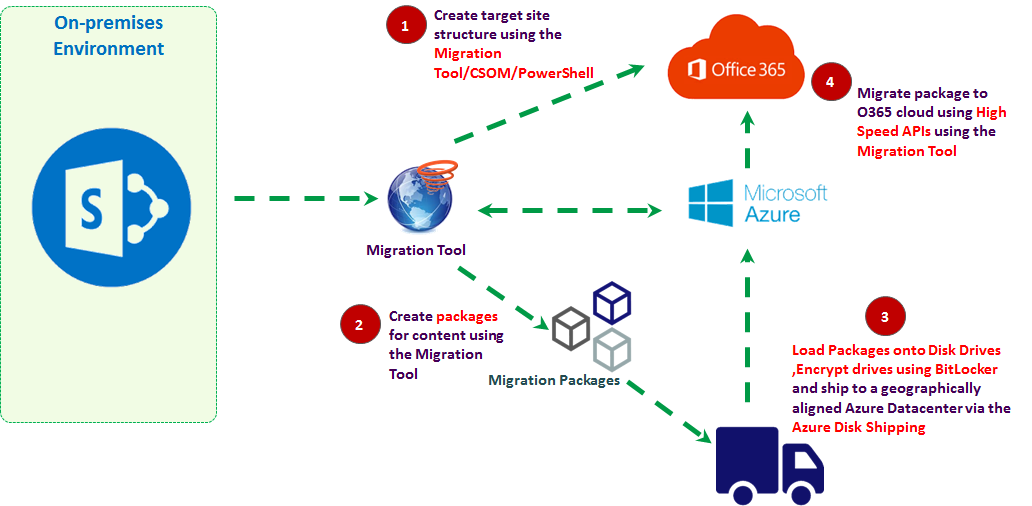 On-premises
Environment
S
1
Create target site
structure using the
Migration
Tool/CSOM/PowerShell
Office 365
4
Migrate package to
O365 cloud using High
Speed APIs using the
Migration Tool
Migration Tool
Microsoft
Azure
2
Create packages
for content using
the Migration
Tool
Migration Packages
3
Load Packages onto Disk Drives
,Encrypt drives using BitLocker
and ship to a geographically
aligned Azure Datacenter via the
Azure Disk Shipping